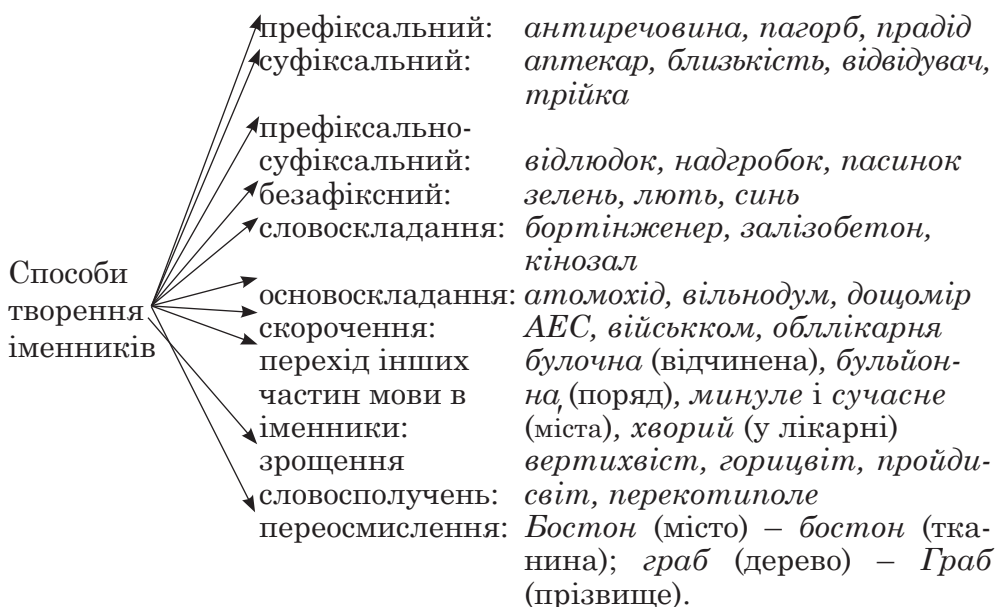 префіксальний: антиречовина, пагорб, прадід
суфіксальний: аптекар, близькість, відвідувач,
трійка
префіксально-
суфіксальний: відлюдок, надгробок, пасинок
безафіксний: зелень, лють, синь
словоскладання: бортінженер, залізобетон,
кінозал
Способи
творення
іменників
основоскладання: атомохід, вільнодум, дощомір
скорочення: АЕС, військком, обллікарня
перехід інших булочна (відчинена), бульйон-
частин мови в на (поряд), минуле і сучасне
іменники: (міста), хворий (у лікарні)
зрощення вертихвіст, горицвіт, пройди-
словосполучень: світ, перекотиполе
переосмислення: Бостон (місто) – бостон (тка-
нина); граб (дерево) – Граб
(прізвище).